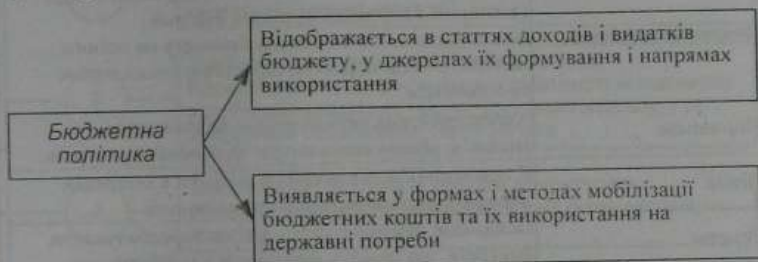 Відображається в статтях доходів і видатків
бюджету, у джерелах їх формування і напрямах
використання
Бюджетна
політика
Виявляється у формах і методах мобілізації
бюджетних коштів та їх використання на
державні потреби